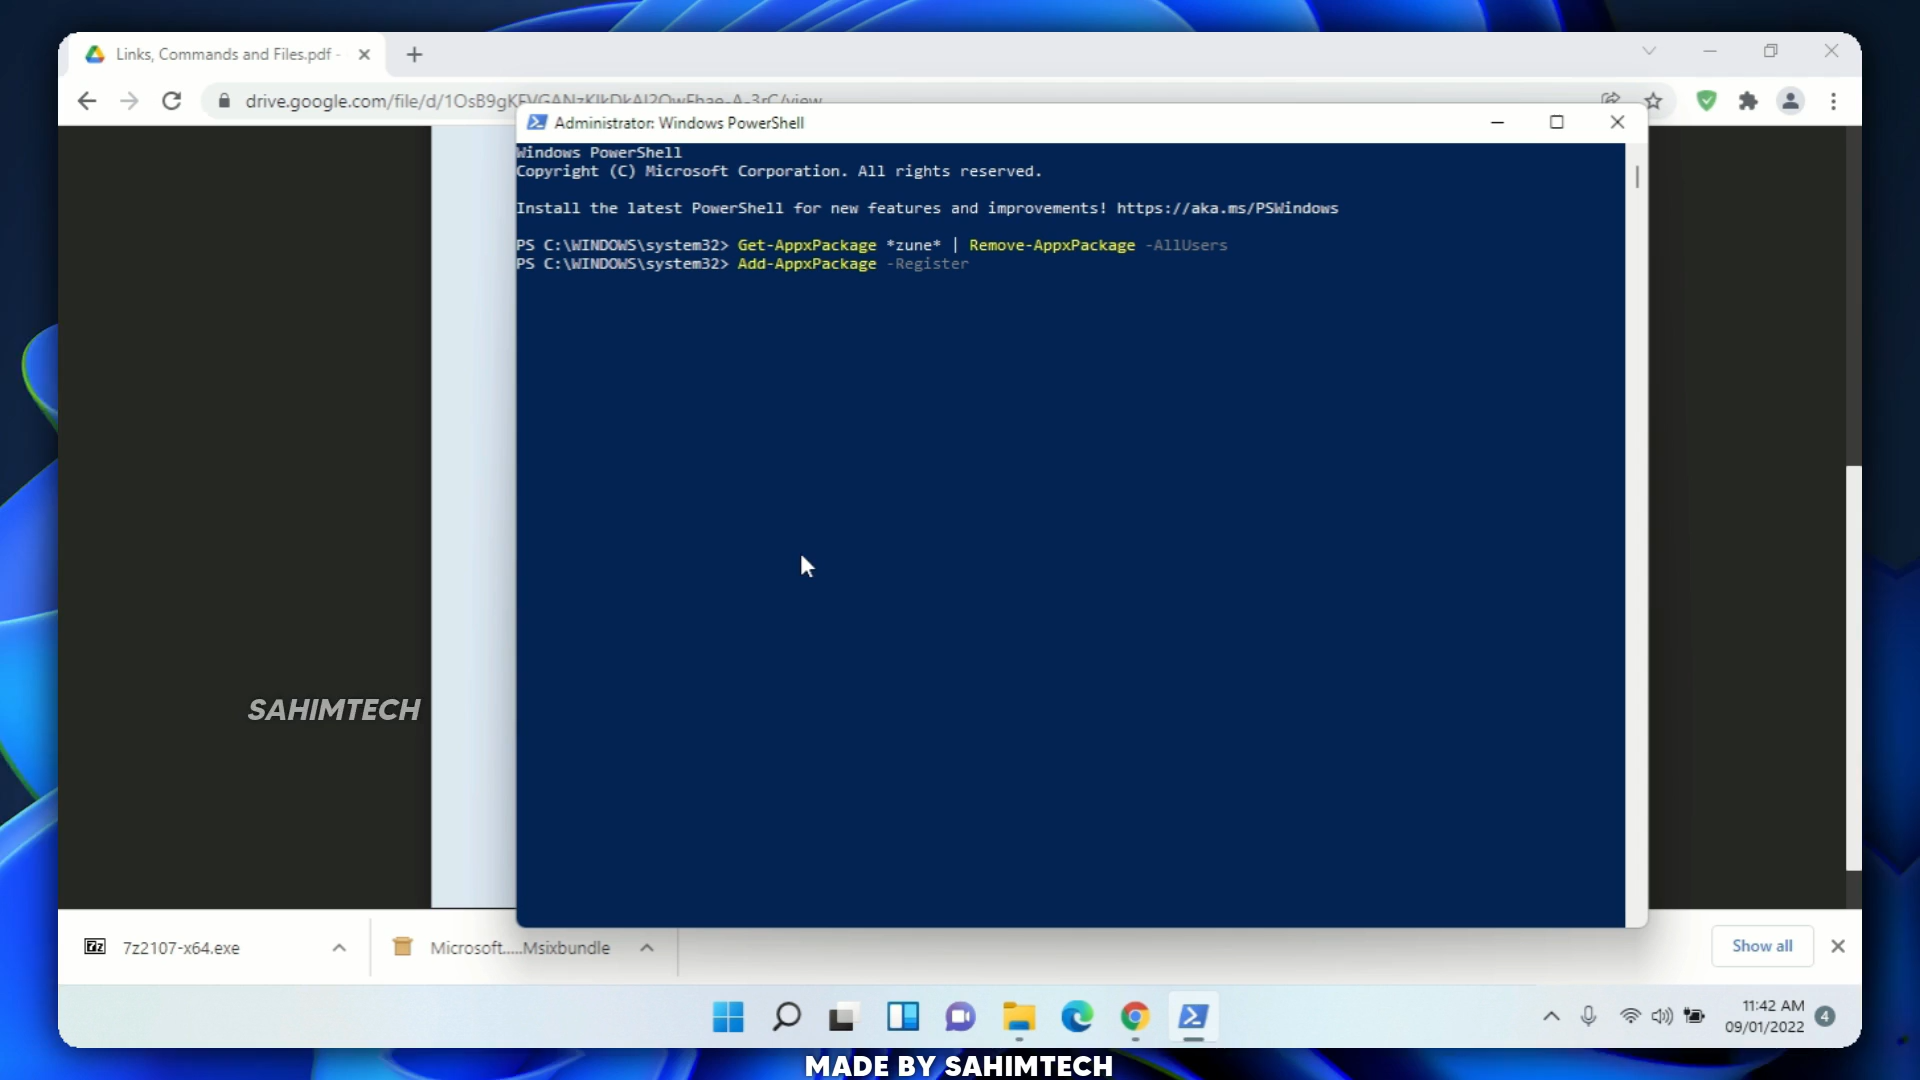 Links, Commands and Files.pdf -
drive.google.com/file/d/
Administrator: Windows PowerShell
Windows PowerShell
Copyright (C) Microsoft Corporation. All rights reserved.
Install the latest PowerShell for new features and improvements! https://aka.ms/PSWindows
PS C:\WINDOWS\system32> Get-AppxPackage *zune* | Remove-AppxPackage -AllUsers
PS C:\WINDOWS\system32> Add-AppxPackage -Register
SAHIMTECH
7z 7z2107-x64.exe
Microsoft.....Msixbundle
Show all
11:42 AM
09/01/2022
4
MADE BY SAHIMTECH